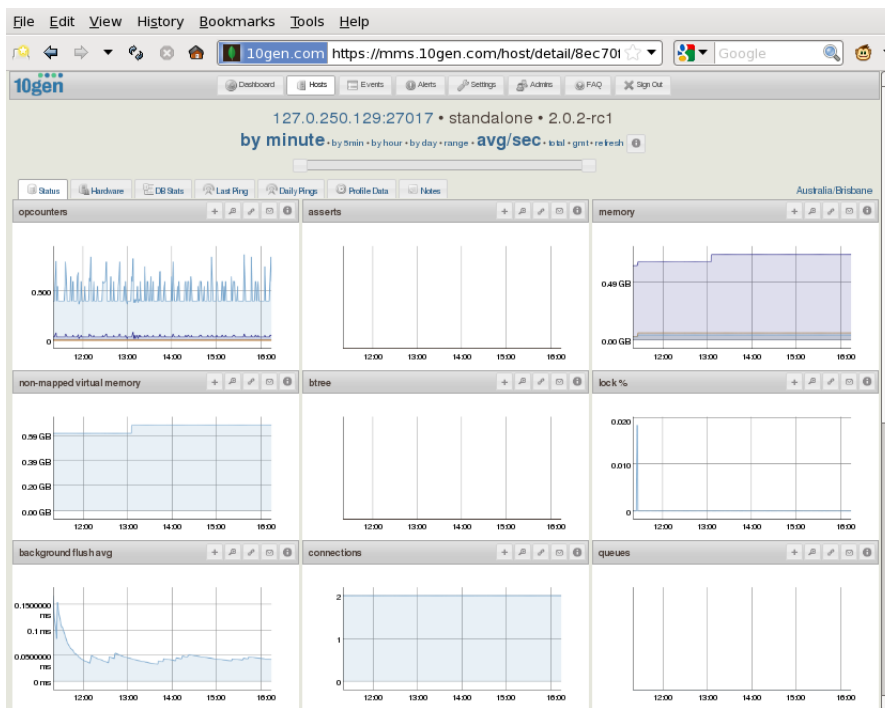 File Edit View History Bookmarks Tools Help
10gen.com https://mms.10gen.com/host/detail/8ec70f Google
10gen Dashboard Hosts Events Alerts Settings Admins FAQ Sign Out
127.0.250.129:27017 • standalone • 2.0.2-rc1
by minute • by 5min • by hour • by day • range • avg/sec • total • gmt • refresh
Status Hardware DB Stats Last Ping Daily Pings Profile Data Notes Australia/Brisbane
opcounters asserts memory
0.500
0
12:00 13:00 14:00 15:00 16:00
12:00 13:00 14:00 15:00 16:00
0.49 GB
0.00 GB
12:00 13:00 14:00 15:00 16:00
non-mapped virtual memory btree lock %
0.59 GB
0.39 GB
0.20 GB
0.00 GB
12:00 13:00 14:00 15:00 16:00
12:00 13:00 14:00 15:00 16:00
0.020
0.010
0
12:00 13:00 14:00 15:00 16:00
background flush avg connections queues
0.1500000
ms
0.1 ms
0.0500000
ms
0 ms
12:00 13:00 14:00 15:00 16:00
2
1
0
12:00 13:00 14:00 15:00 16:00
12:00 13:00 14:00 15:00 16:00